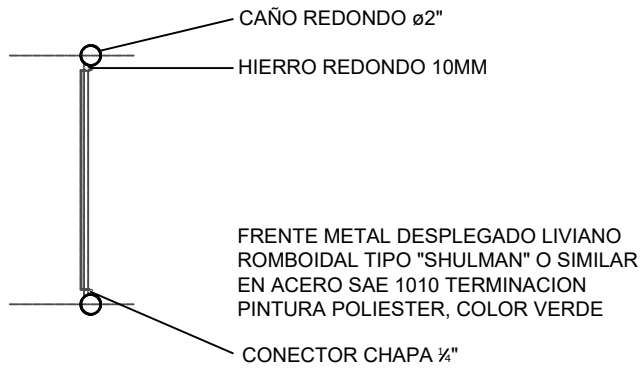 CAÑO REDONDO ø2"
HIERRO REDONDO 10MM
FRENTE METAL DESPLEGADO LIVIANO
ROMBOIDAL TIPO "SHULMAN" O SIMILAR
EN ACERO SAE 1010 TERMINACION
PINTURA POLIESTER, COLOR VERDE
CONECTOR CHAPA ¼"